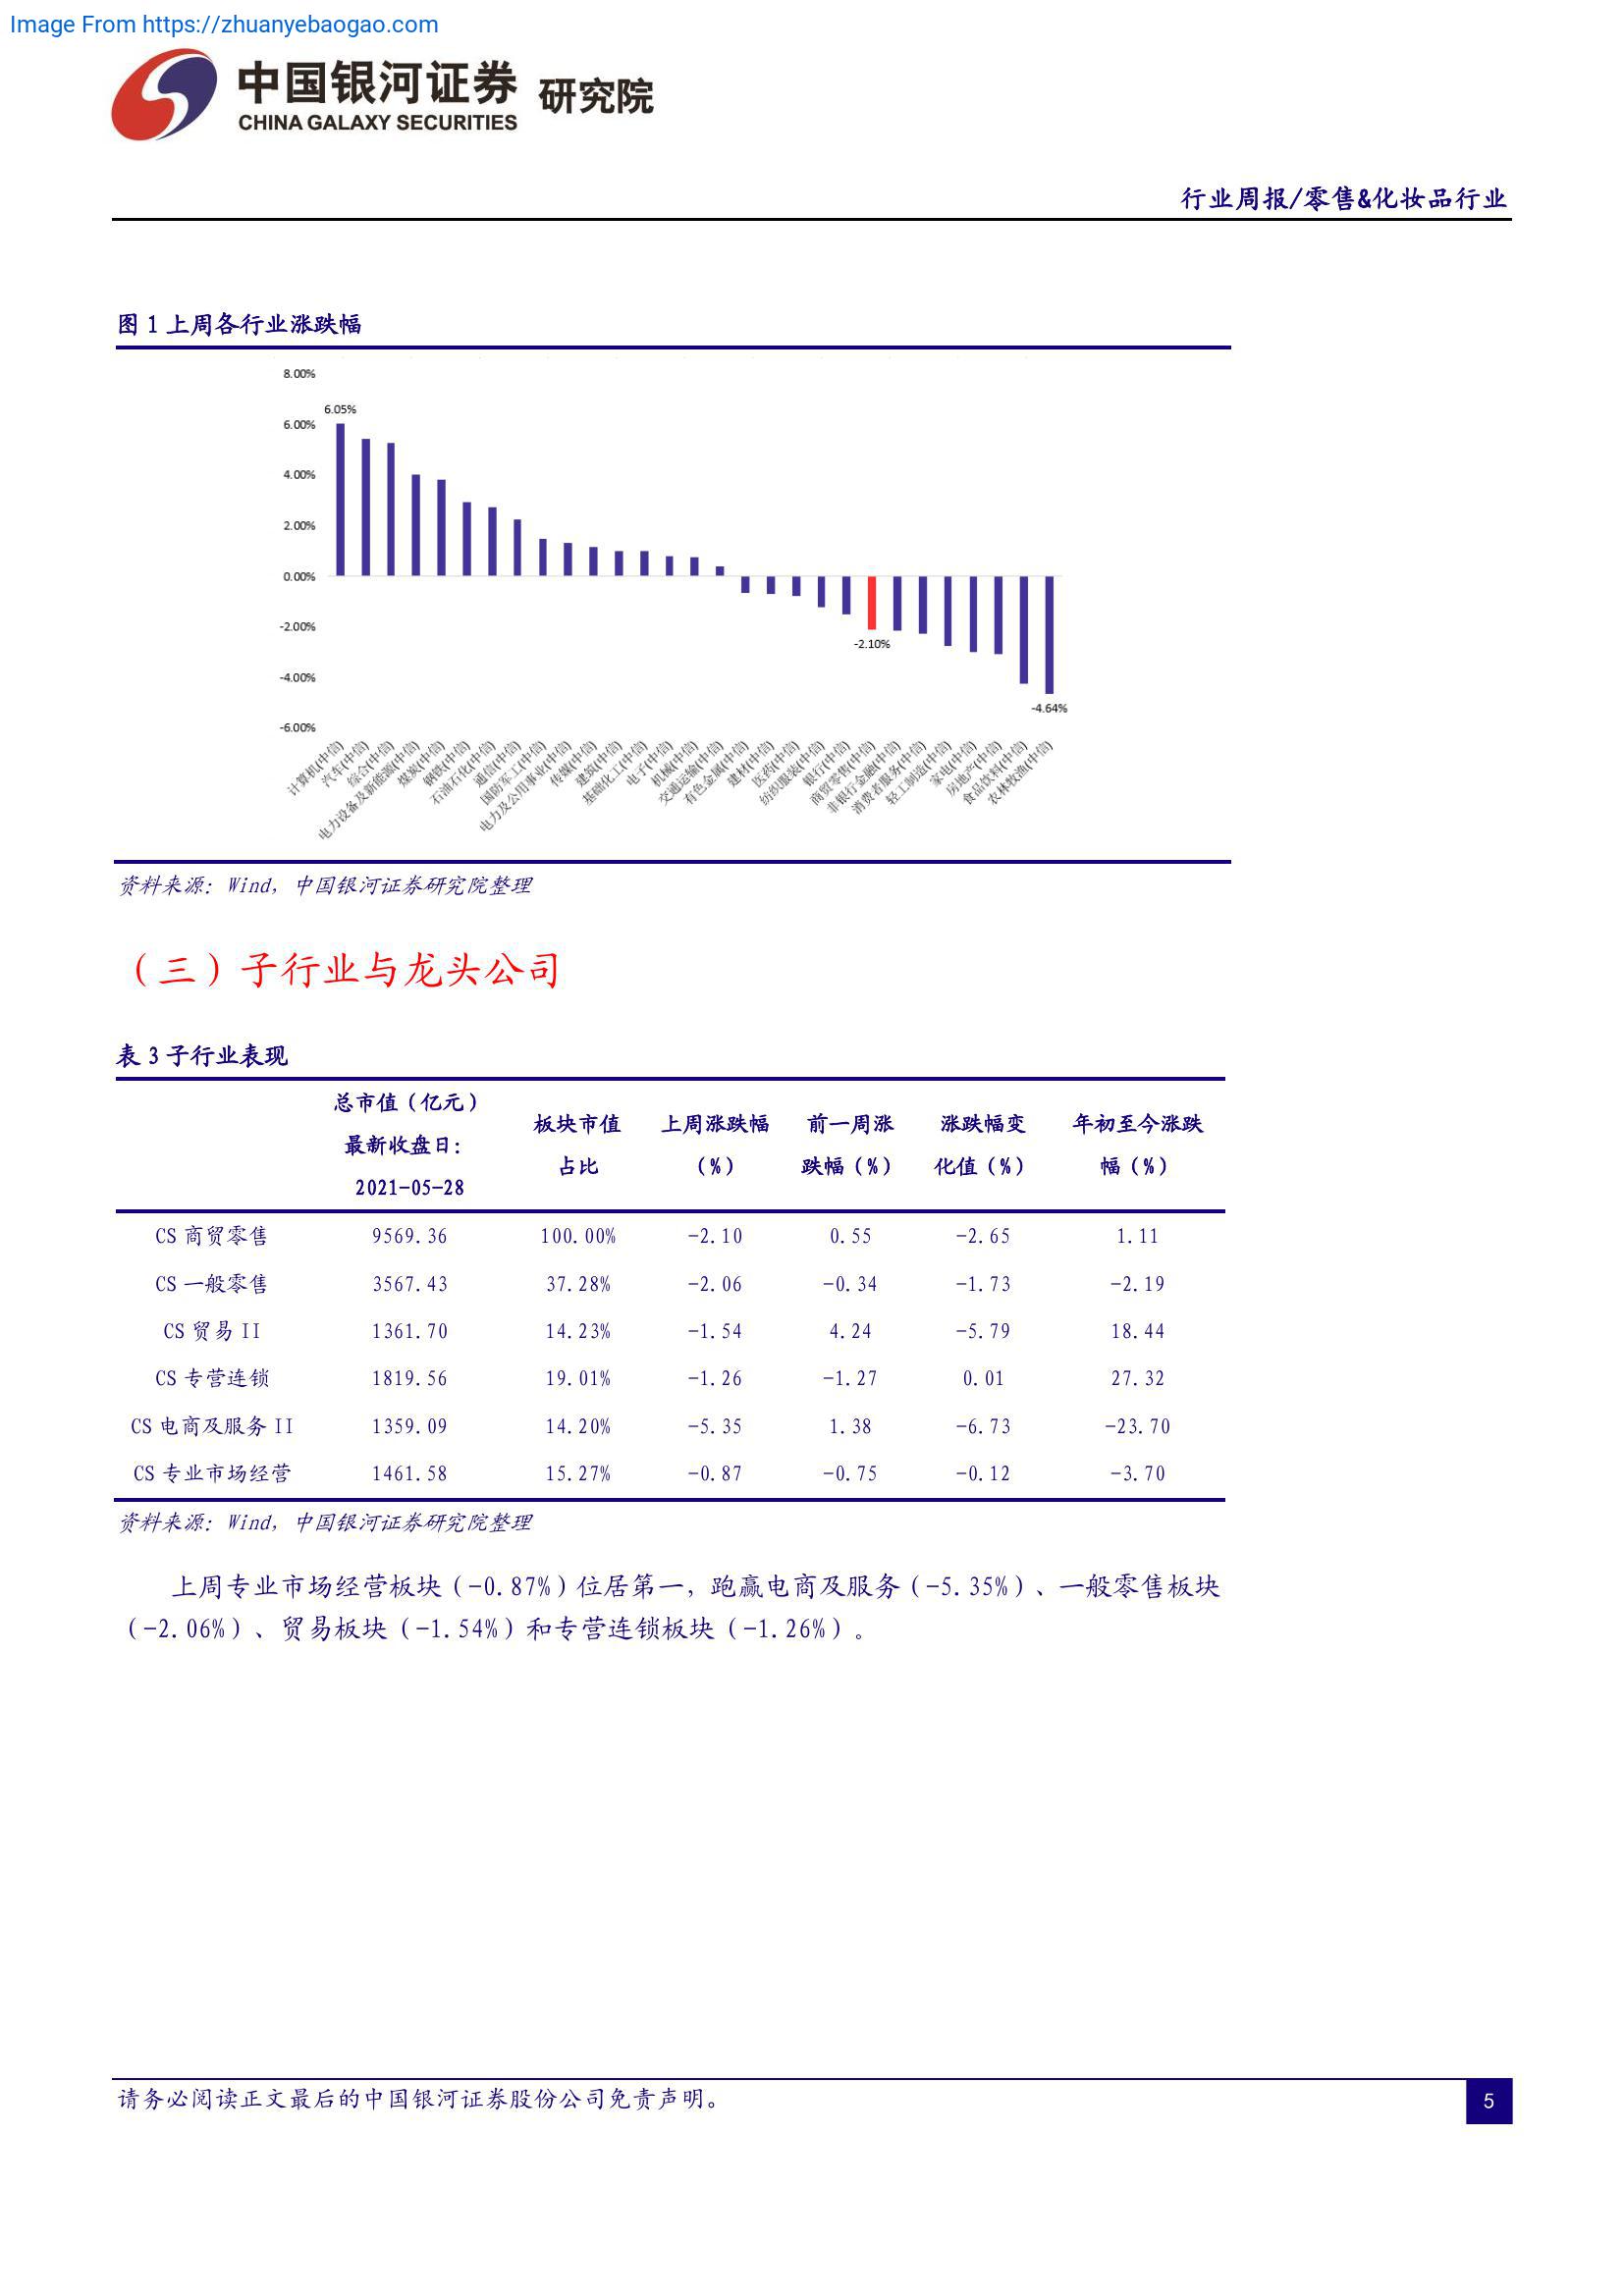 Image From https://zhuanyebaogao.com
中国银河证券 研究院
CHINA GALAXY SECURITIES
行业周报/零售&化妆品行业
图 1 上周各行业涨跌幅
8.00%
6.05%
6.00%
4.00%
2.00%
0.00%
-2.00%
-2.10%
-4.00%
-4.64%
-6.00%
计算机(中信)
汽车(中信)
综合(中信)
电力设备及新能源(中信)
煤炭(中信)
钢铁(中信)
石油石化(中信)
通信(中信)
国防军工(中信)
电力及公用事业(中信)
传媒(中信)
建筑(中信)
基础化工(中信)
电子(中信)
机械(中信)
交通运输(中信)
有色金属(中信)
建材(中信)
医药(中信)
纺织服装(中信)
银行(中信)
商贸零售(中信)
非银行金融(中信)
消费者服务(中信)
轻工制造(中信)
家电(中信)
房地产(中信)
食品饮料(中信)
农林牧渔(中信)
资料来源：Wind，中国银河证券研究院整理
（三）子行业与龙头公司
表 3 子行业表现
总市值（亿元） 最新收盘日： 2021-05-28 板块市值占比 上周涨跌幅（%） 前一周涨跌幅（%） 涨跌幅变化值（%） 年初至今涨跌幅（%）
CS 商贸零售 9569.36 100.00% -2.10 0.55 -2.65 1.11
CS 一般零售 3567.43 37.28% -2.06 -0.34 -1.73 -2.19
CS 贸易 II 1361.70 14.23% -1.54 4.24 -5.79 18.44
CS 专营连锁 1819.56 19.01% -1.26 -1.27 0.01 27.32
CS 电商及服务 II 1359.09 14.20% -5.35 1.38 -6.73 -23.70
CS 专业市场经营 1461.58 15.27% -0.87 -0.75 -0.12 -3.70
资料来源：Wind，中国银河证券研究院整理
上周专业市场经营板块（-0.87%）位居第一，跑赢电商及服务（-5.35%）、一般零售板块
（-2.06%）、贸易板块（-1.54%）和专营连锁板块（-1.26%）。
请务必阅读正文最后的中国银河证券股份公司免责声明。
5